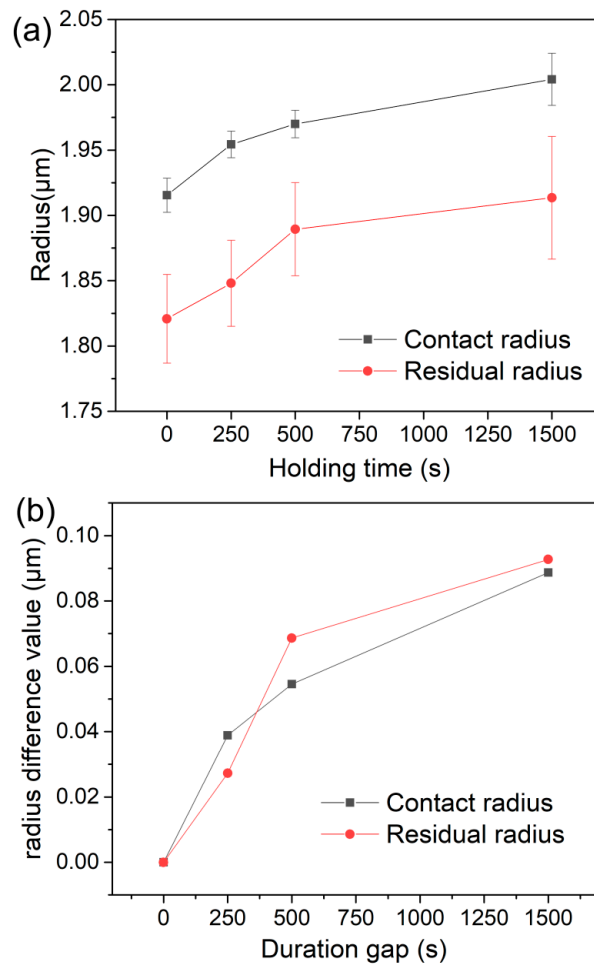 (a)
2.05
2.00
1.95
1.90
1.85
1.80
1.75
Radius(µm)
Contact radius
Residual radius
0 250 500 750 1000 1250 1500
Holding time (s)
(b)
0.10
0.08
0.06
0.04
0.02
0.00
radius difference value (µm)
Contact radius
Residual radius
0 250 500 750 1000 1250 1500
Duration gap (s)